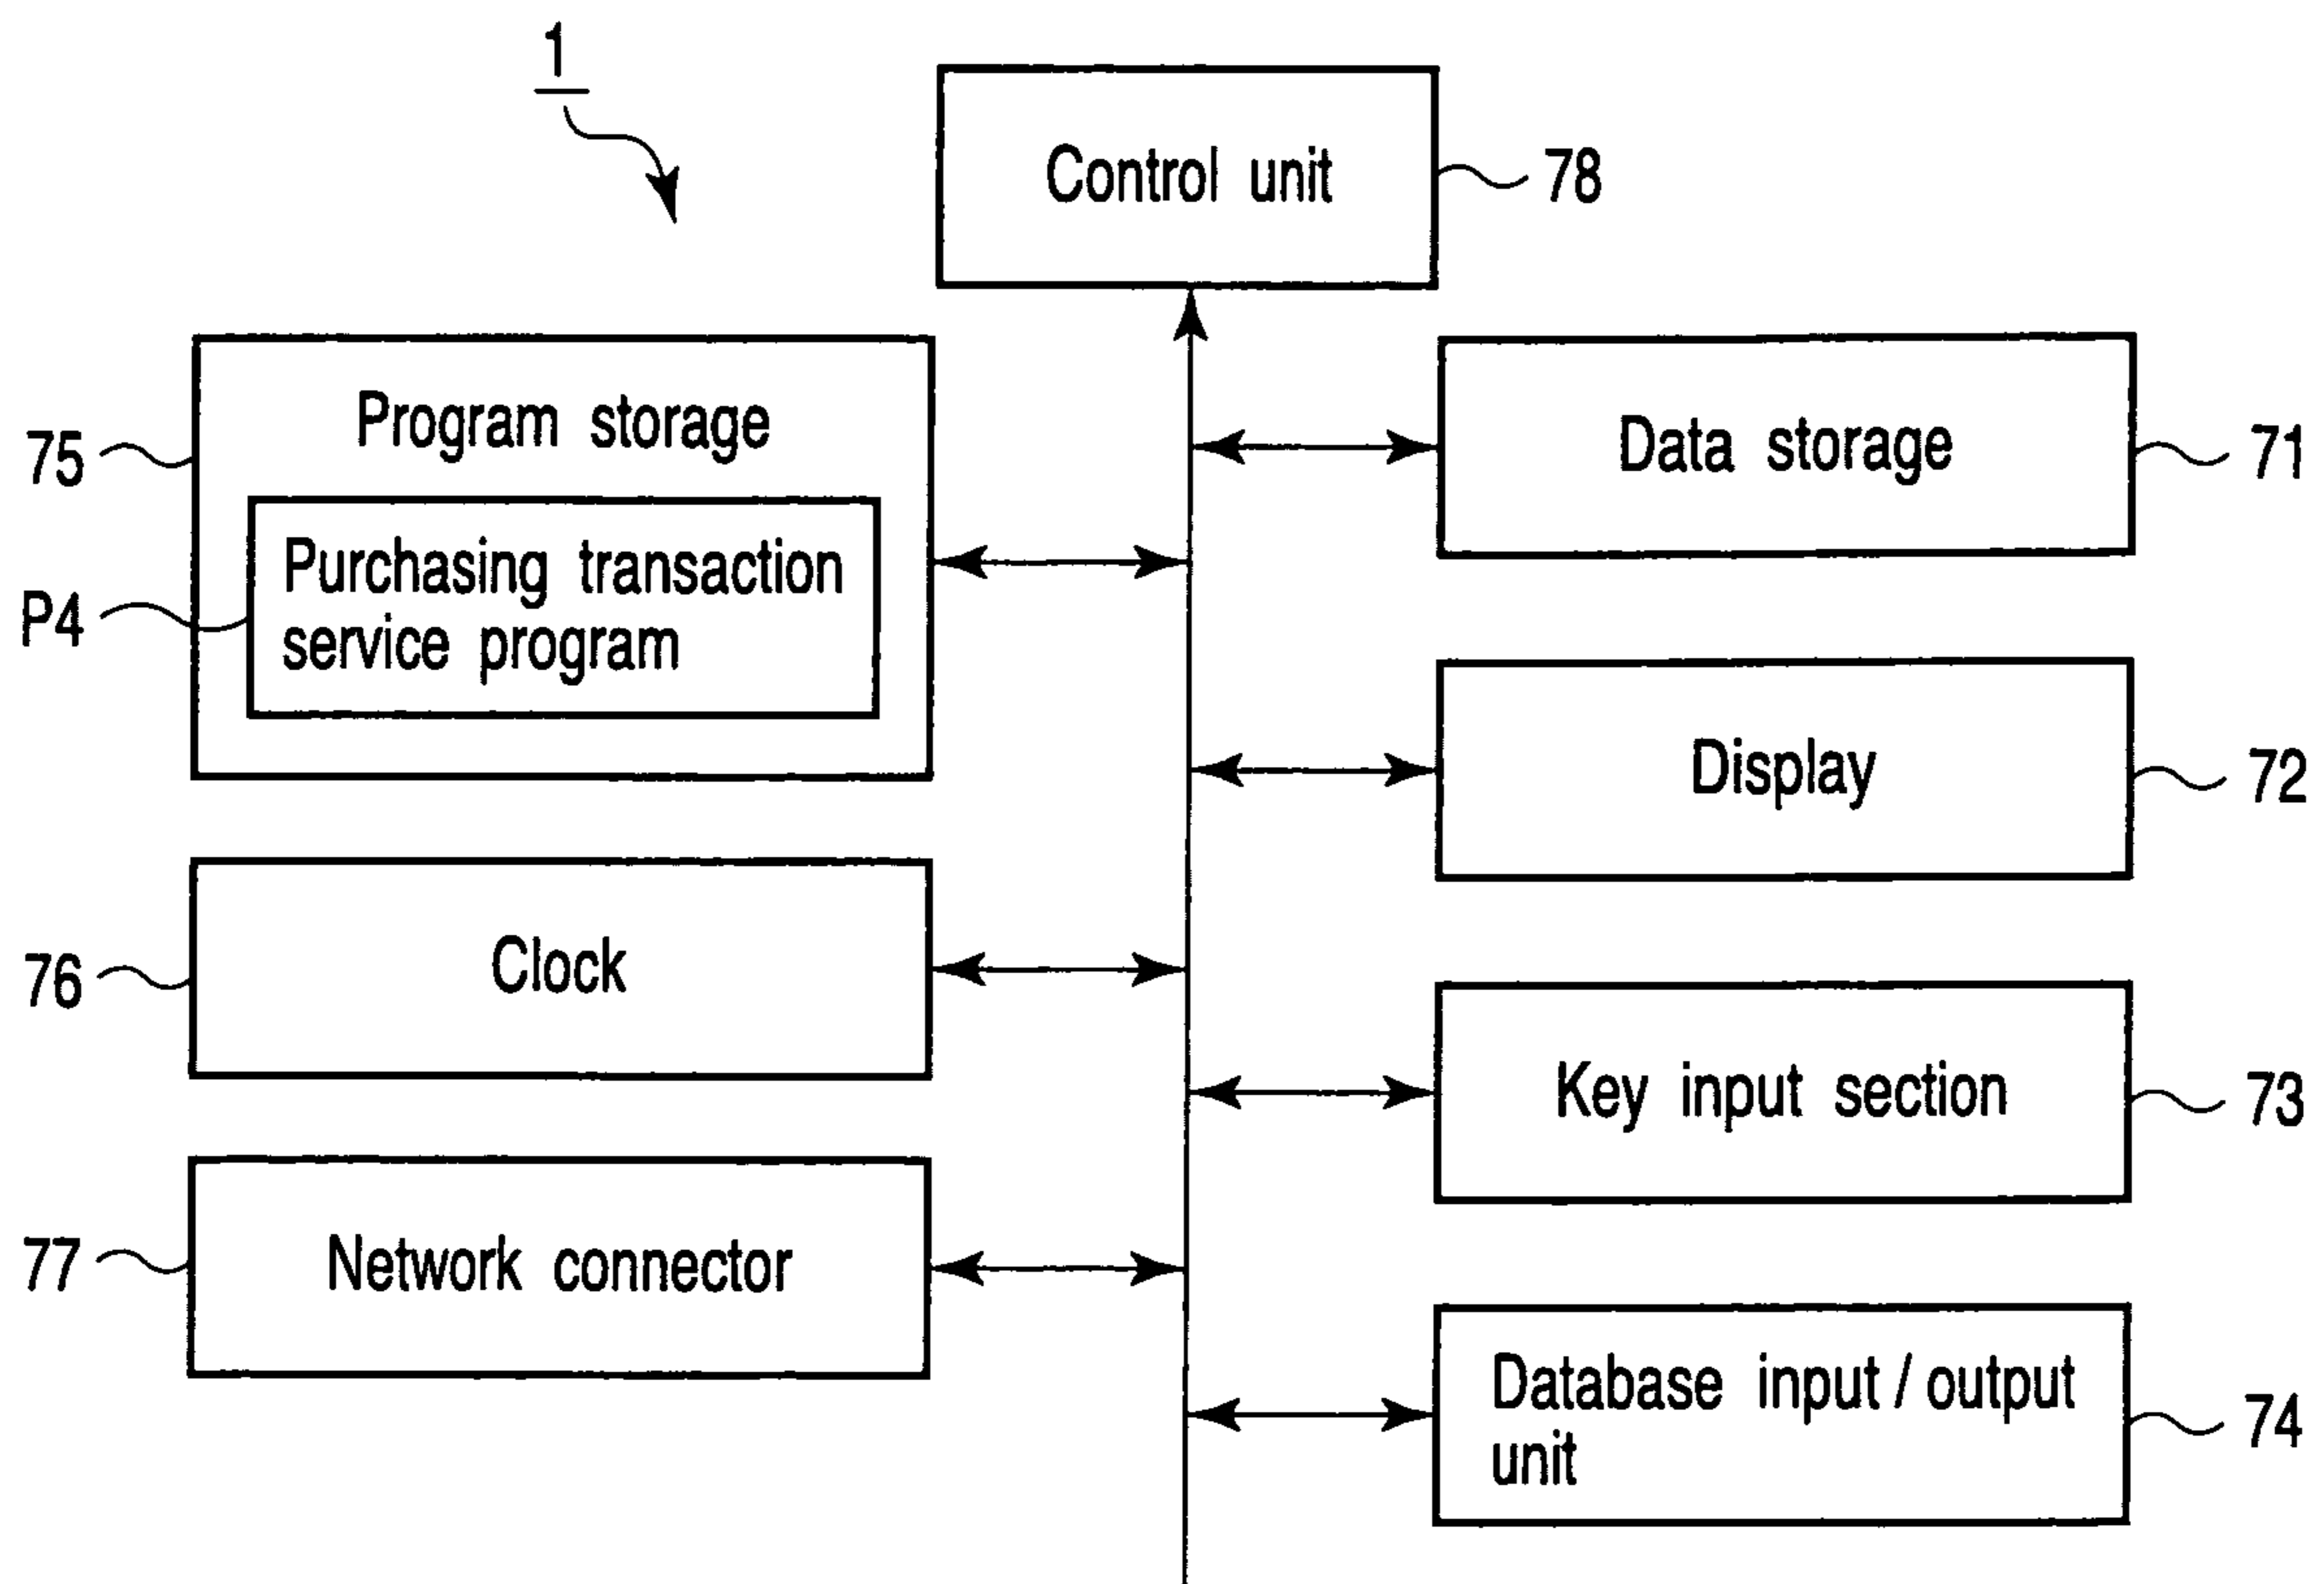 1
Control unit
78
Program storage
75
Purchasing transaction
service program
P4
Data storage
71
Display
72
Clock
76
Key input section
73
Network connector
77
Database input / output
unit
74